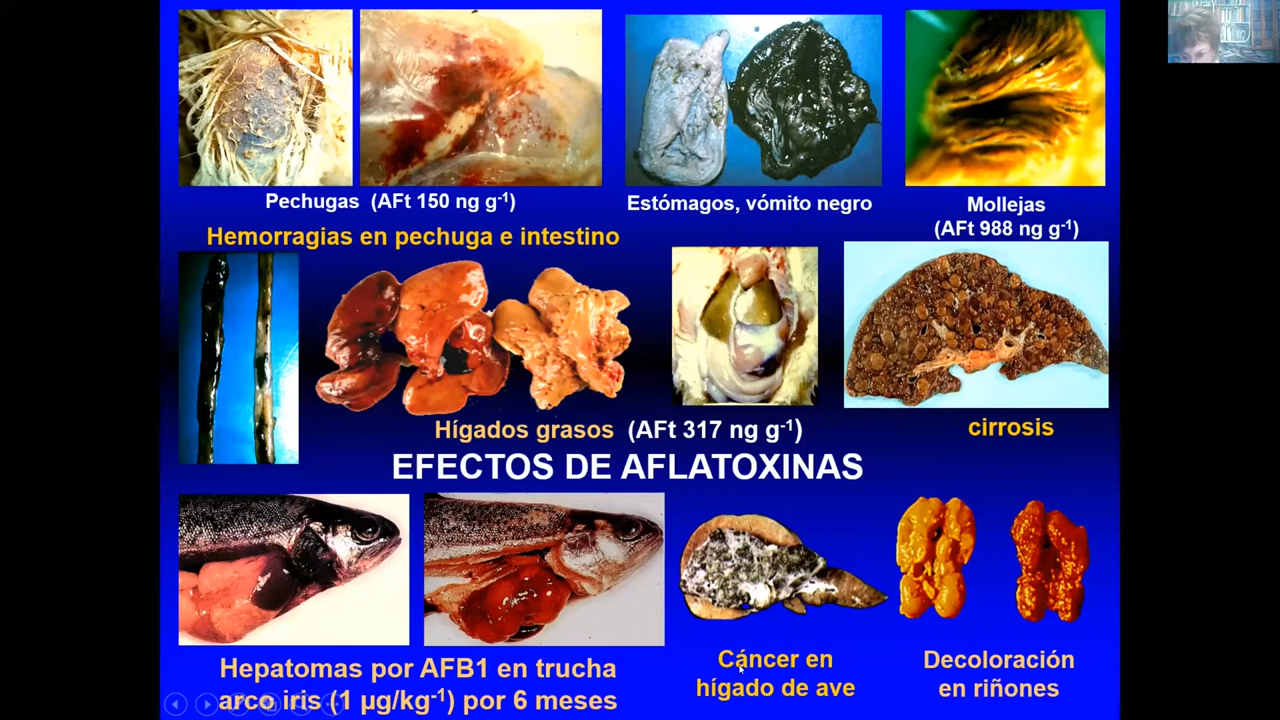 Pechugas (AFt 150 ng g⁻¹)
Estómagos, vómito negro
Mollejas
(AFt 988 ng g⁻¹)
Hemorragias en pechuga e intestino
Hígados grasos (AFt 317 ng g⁻¹)
cirrosis
EFECTOS DE AFLATOXINAS
Hepatomas por AFB1 en trucha
arco iris (1 µg/kg⁻¹) por 6 meses
Cáncer en
hígado de ave
Decoloración
en riñones